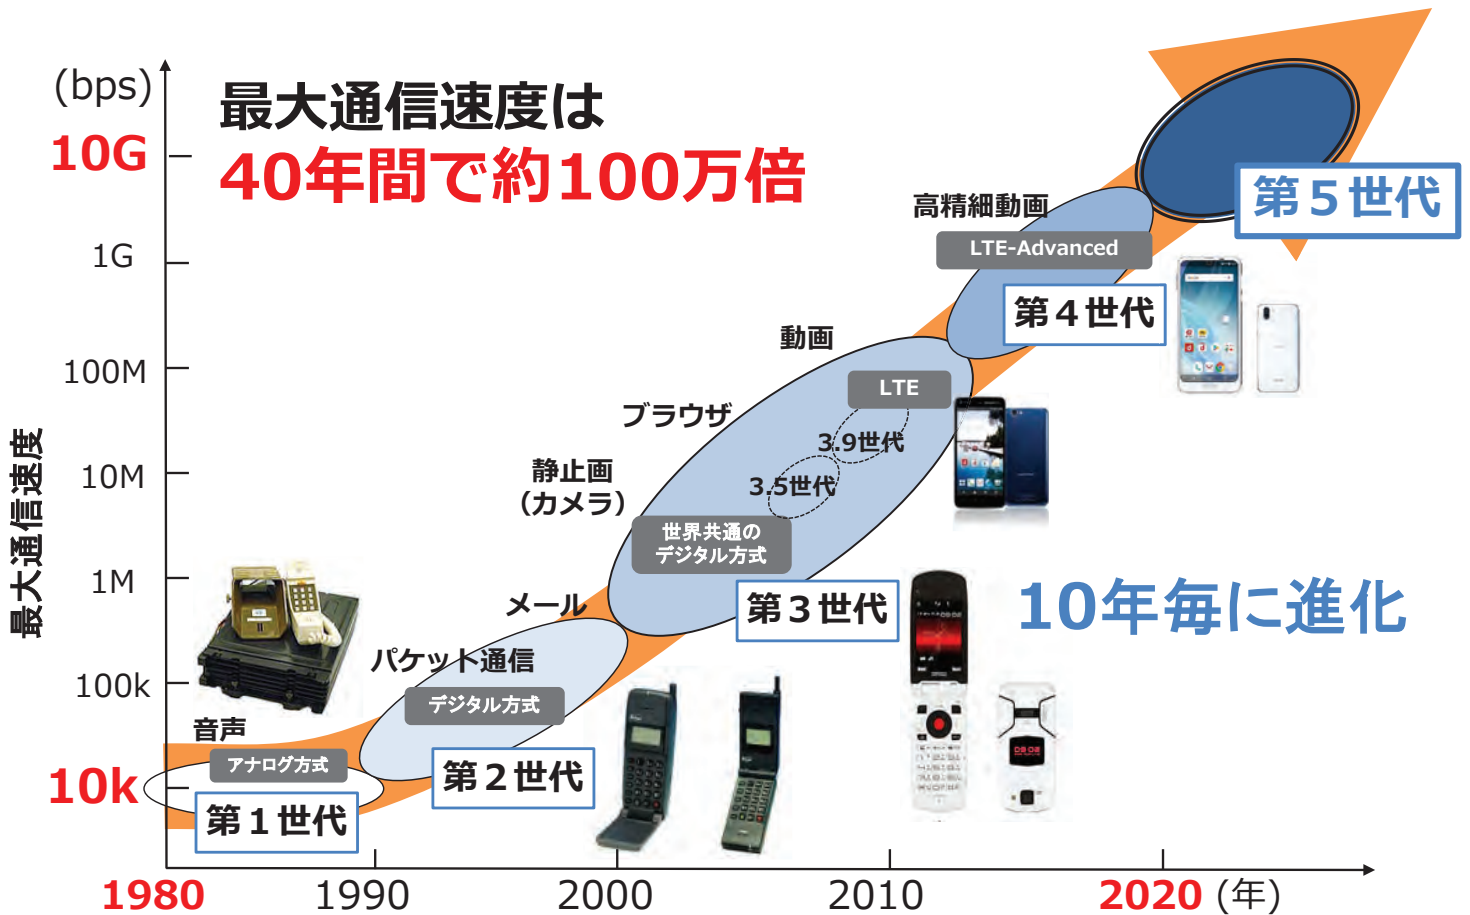 (bps)
最大通信速度は
40年間で約100万倍
10G
1G
100M
10M
1M
100k
10k
最大通信速度
第５世代
高精細動画
LTE-Advanced
第４世代
動画
LTE
ブラウザ
3.9世代
静止画
（カメラ）
3.5世代
世界共通の
デジタル方式
第３世代
10年毎に進化
メール
パケット通信
デジタル方式
第２世代
音声
アナログ方式
第１世代
1980
1990
2000
2010
2020
(年)